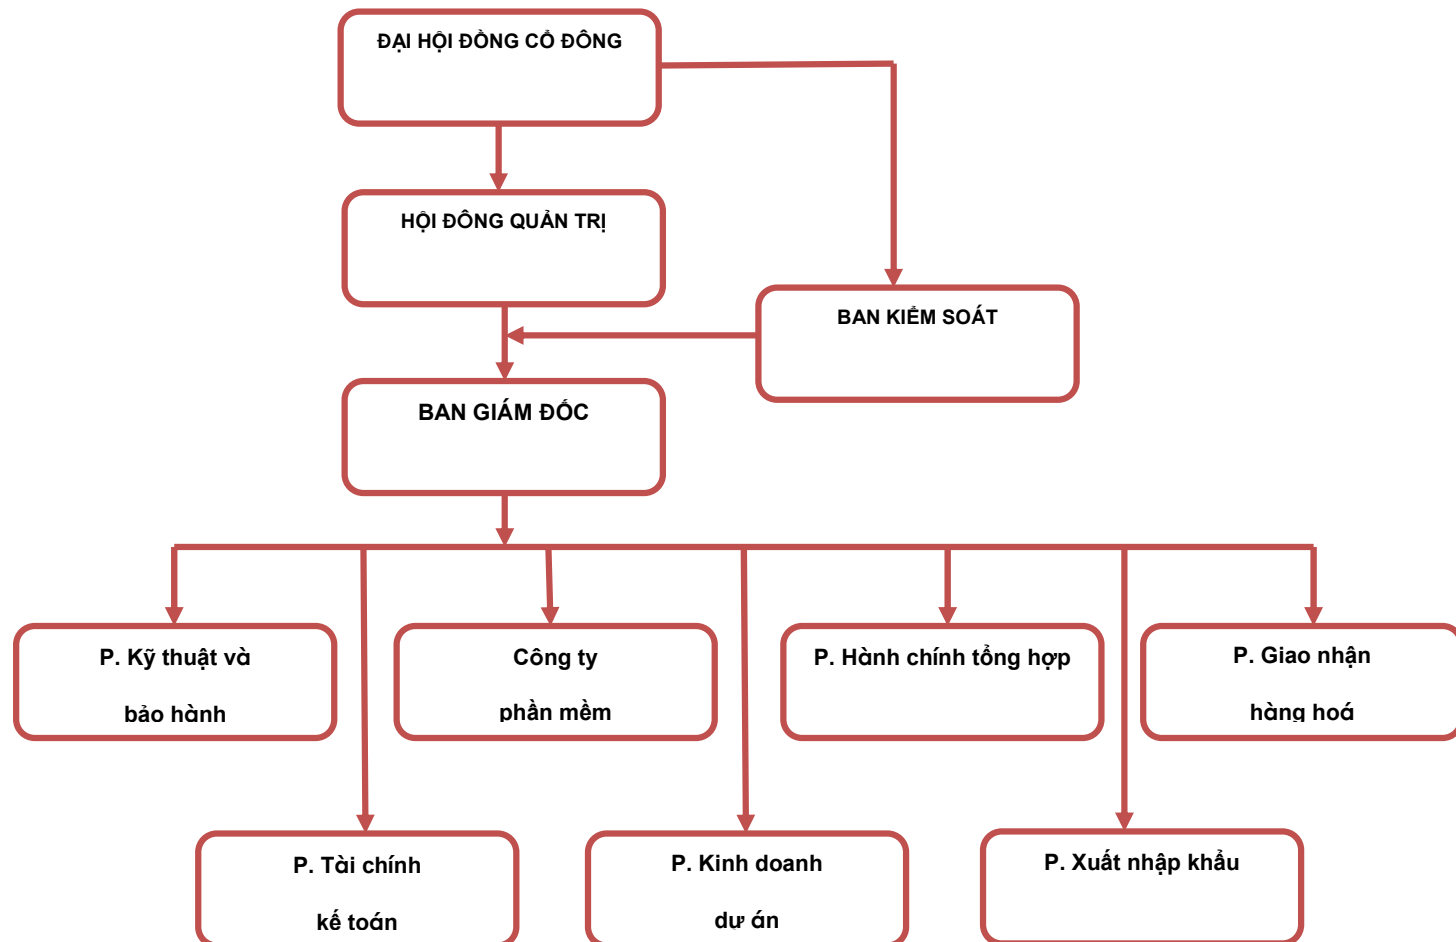 ĐẠI HỘI ĐỒNG CỔ ĐÔNG
HỘI ĐÔNG QUẢN TRỊ
BAN KIỂM SOÁT
BAN GIÁM ĐỐC
P. Kỹ thuật và
bảo hành
Công ty
phần mềm
P. Hành chính tổng hợp
P. Giao nhận
hàng hoá
P. Tài chính
kế toán
P. Kinh doanh
dự án
P. Xuất nhập khẩu